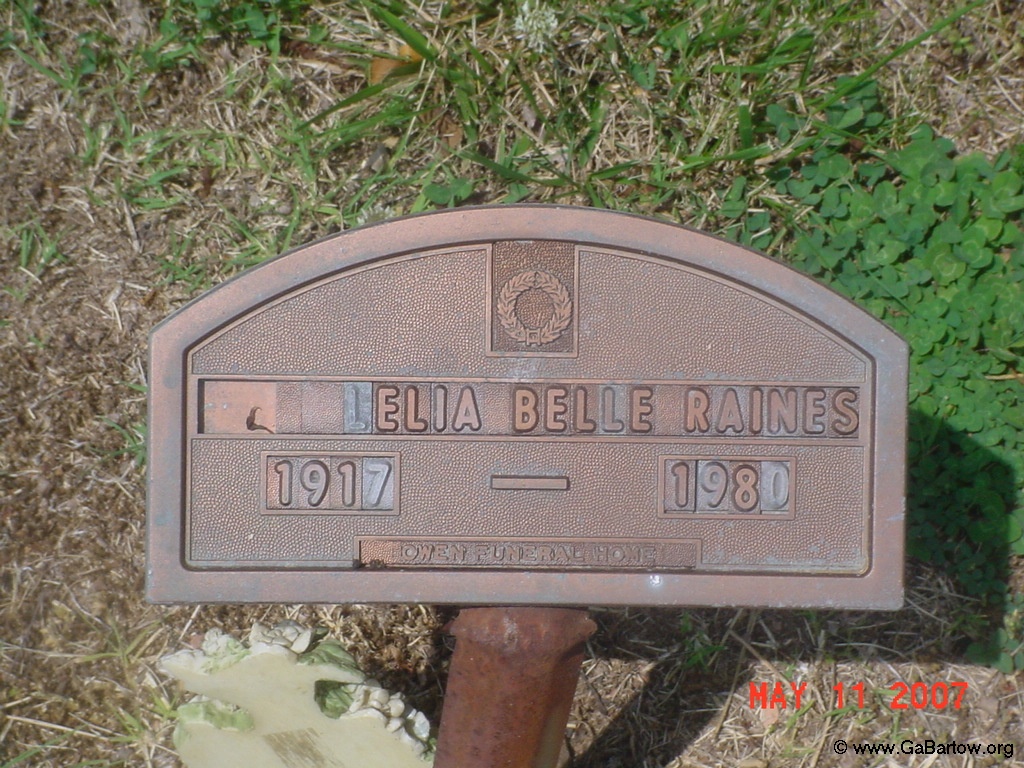 LELIA BELLE RAINES
1917 — 1980
OWEN FUNERAL HOME
MAY 11 2007
© www.GaBartow.org